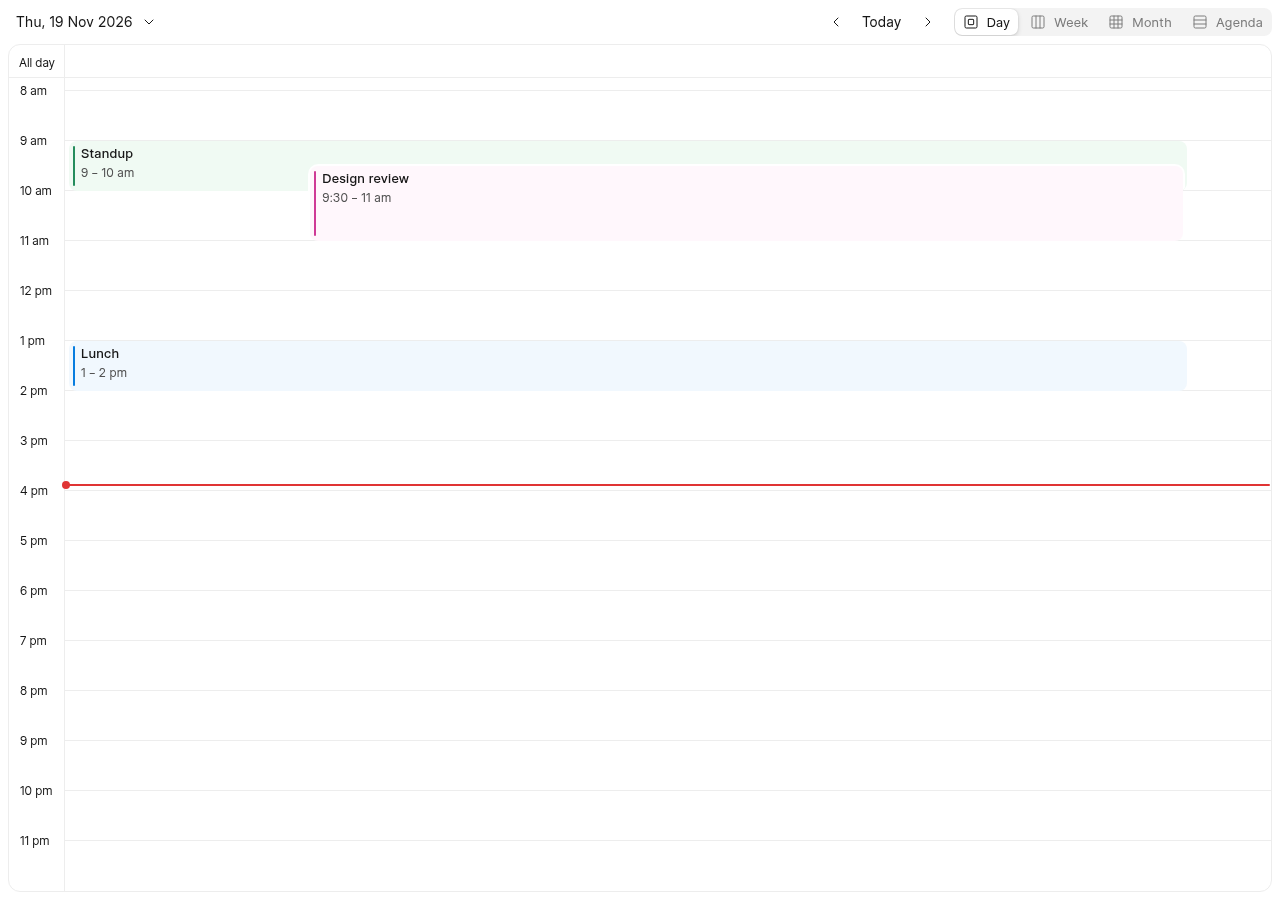 Thu, 19 Nov 2026
Today
Day
Week
Month
Agenda
All day
8 am
9 am
Standup
9 – 10 am
Design review
9:30 – 11 am
10 am
11 am
12 pm
1 pm
Lunch
1 – 2 pm
2 pm
3 pm
4 pm
5 pm
6 pm
7 pm
8 pm
9 pm
10 pm
11 pm